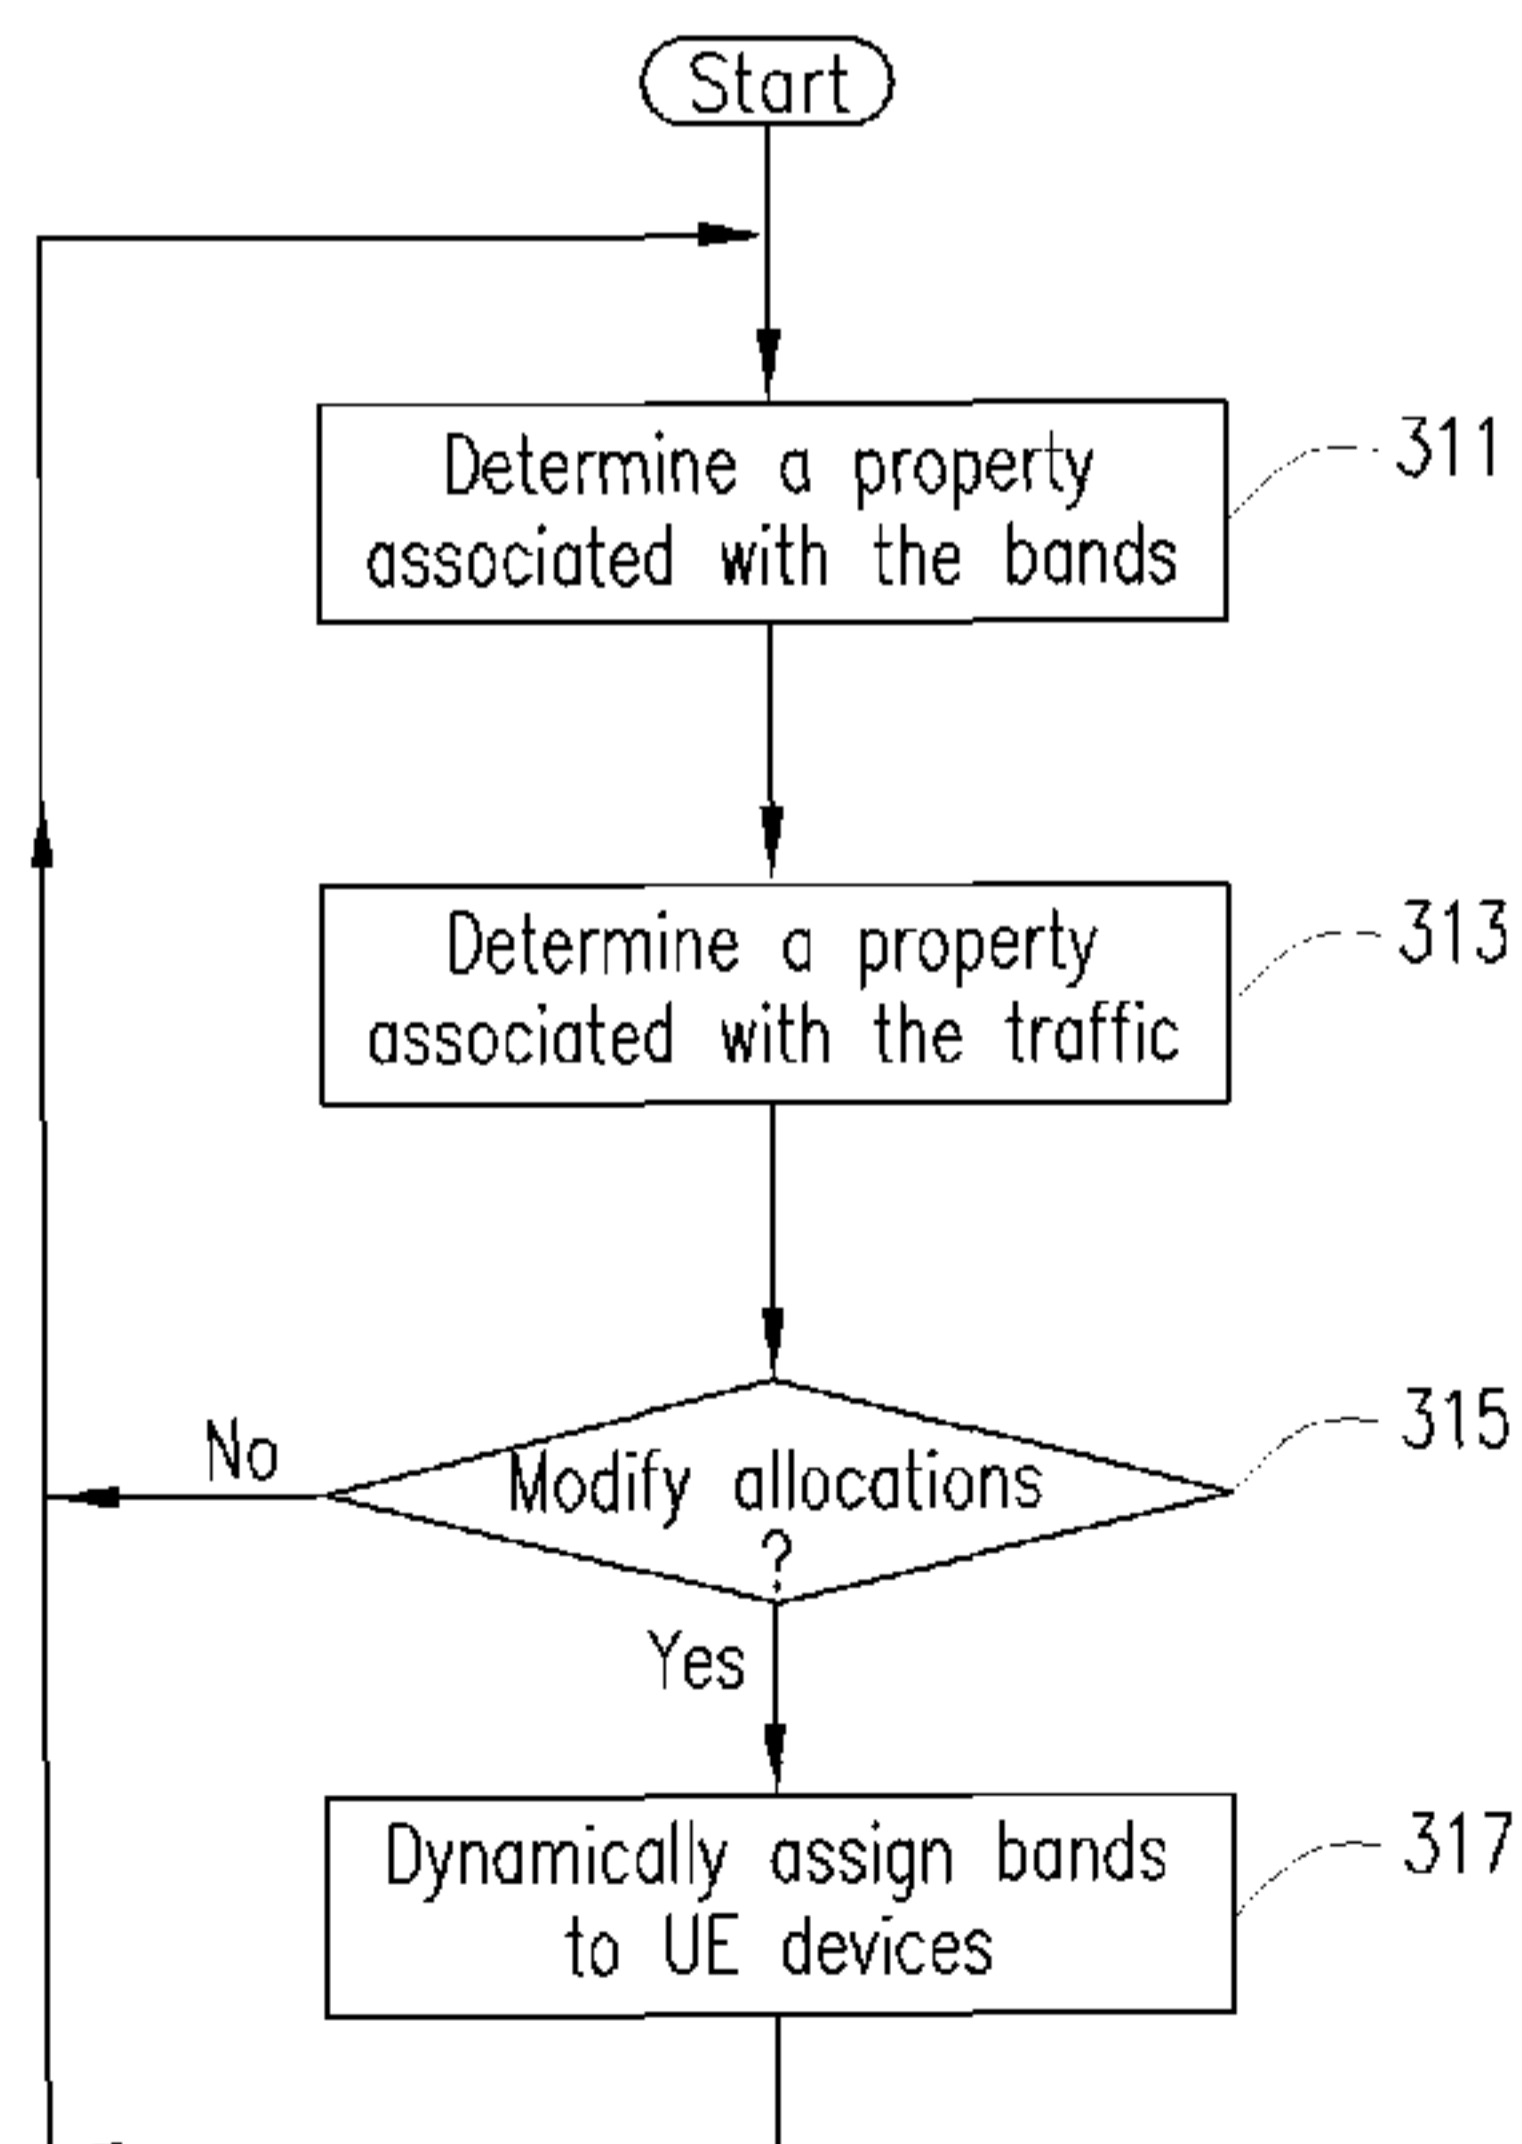 Start
Determine a property
associated with the bands
311
Determine a property
associated with the traffic
313
Modify allocations
?
315
No
Yes
Dynamically assign bands
to UE devices
317